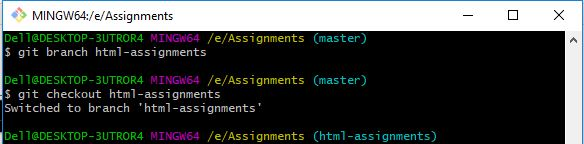 MINGW64:/e/Assignments
Dell@DESKTOP-3UTROR4 MINGW64 /e/Assignments (master)
$ git branch html-assignments
Dell@DESKTOP-3UTROR4 MINGW64 /e/Assignments (master)
$ git checkout html-assignments
Switched to branch 'html-assignments'
Dell@DESKTOP-3UTROR4 MINGW64 /e/Assignments (html-assignments)